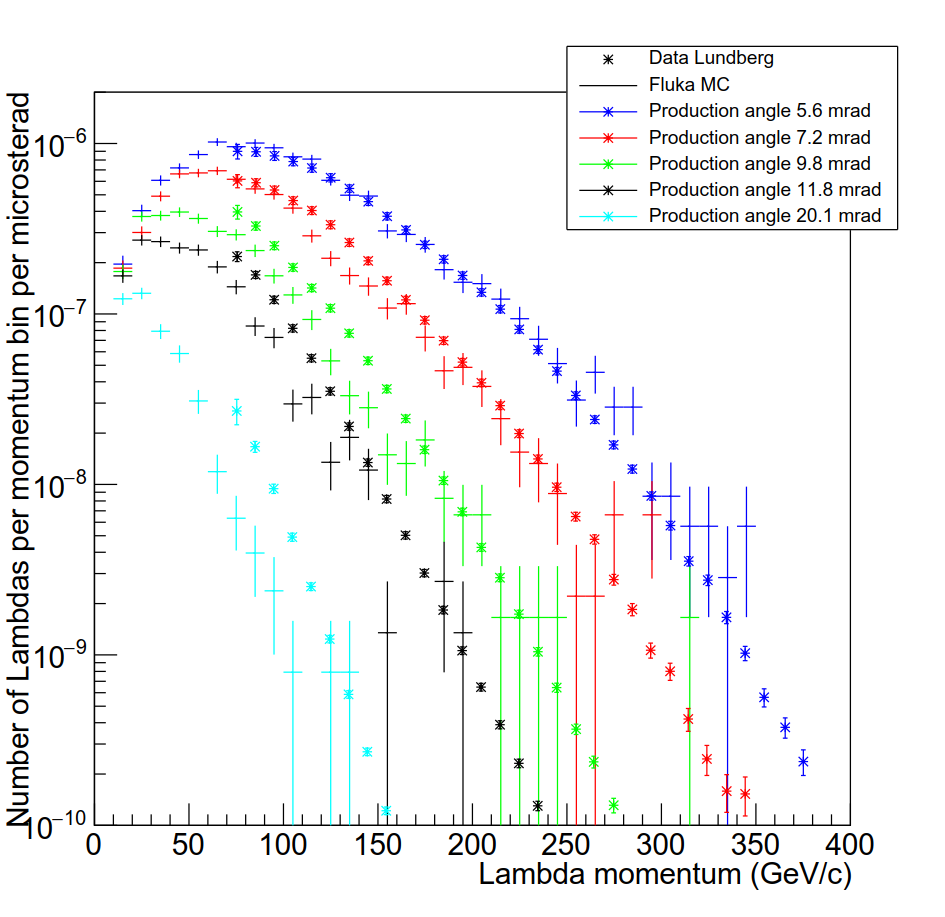 Data Lundberg
Fluka MC
Production angle 5.6 mrad
Production angle 7.2 mrad
Production angle 9.8 mrad
Production angle 11.8 mrad
Production angle 20.1 mrad
Number of Lambdas per momentum bin per microsterad
10−6
10−7
10−8
10−9
10−10
0 50 100 150 200 250 300 350 400
Lambda momentum (GeV/c)